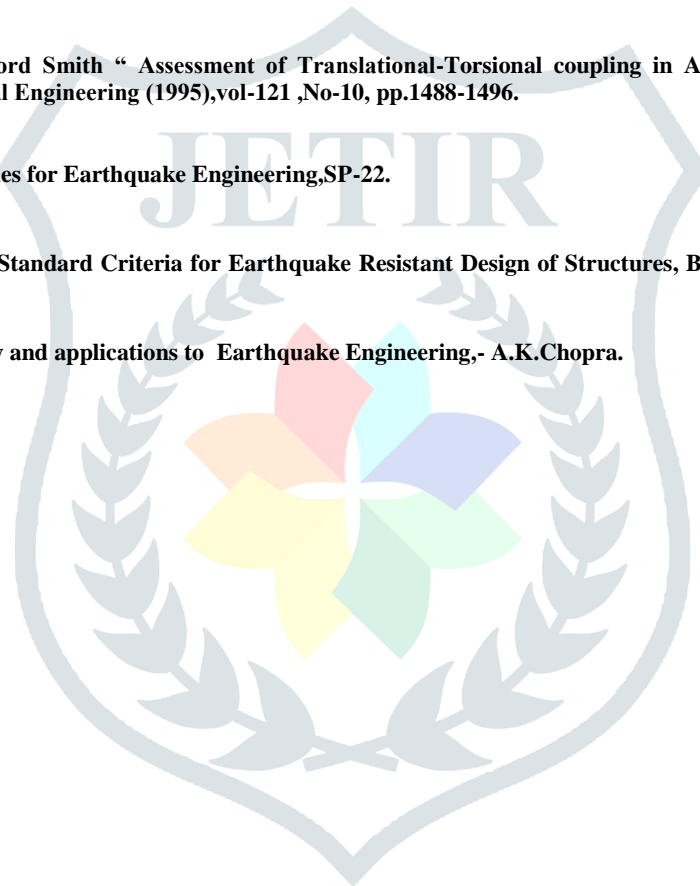 ord Smith “ Assessment of Translational-Torsional coupling in A
l Engineering (1995),vol-121 ,No-10, pp.1488-1496.
es for Earthquake Engineering,SP-22.
JETIR
Standard Criteria for Earthquake Resistant Design of Structures, B
y and applications to Earthquake Engineering,- A.K.Chopra.